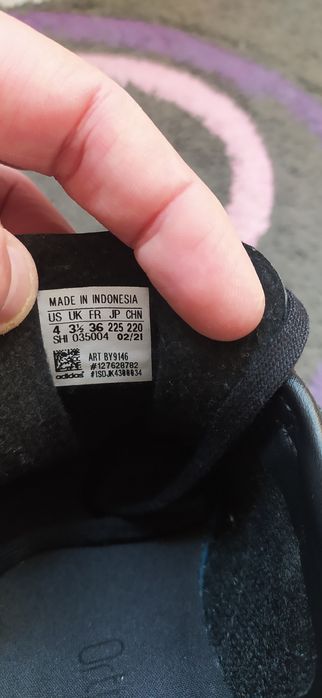 MADE IN INDONESIA
US UK FR JP CHN
4 3½ 36 225 220
SHI 035004 02/21
ART BY9146
#127628782
adidas #1SDJK4300034
Ort